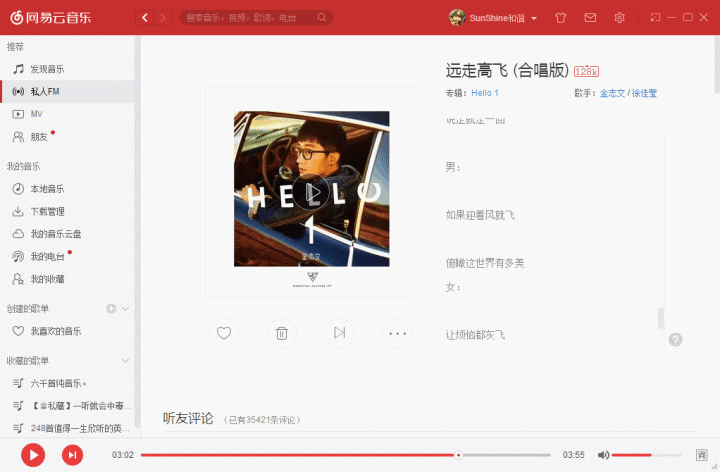 网易云音乐
搜索音乐，视频，歌词，电台
SunShine和谐
推荐
发现音乐
私人FM
MV
朋友
我的音乐
本地音乐
下载管理
我的音乐云盘
我的电台
我的收藏
创建的歌单
我喜欢的音乐
收藏的歌单
六千首纯音乐。
一听就会中毒...
248首值得一生欣听的英...
HELLO
1
金志文
远走高飞 (合唱版) 128k
专辑：Hello 1 歌手：金志文 / 徐佳莹
说走就走一回
男：
如果迎着风就飞
俯瞰这世界有多美
女：
让烦恼都灰飞
?
听友评论 （已有35421条评论）
03:02 03:55 词